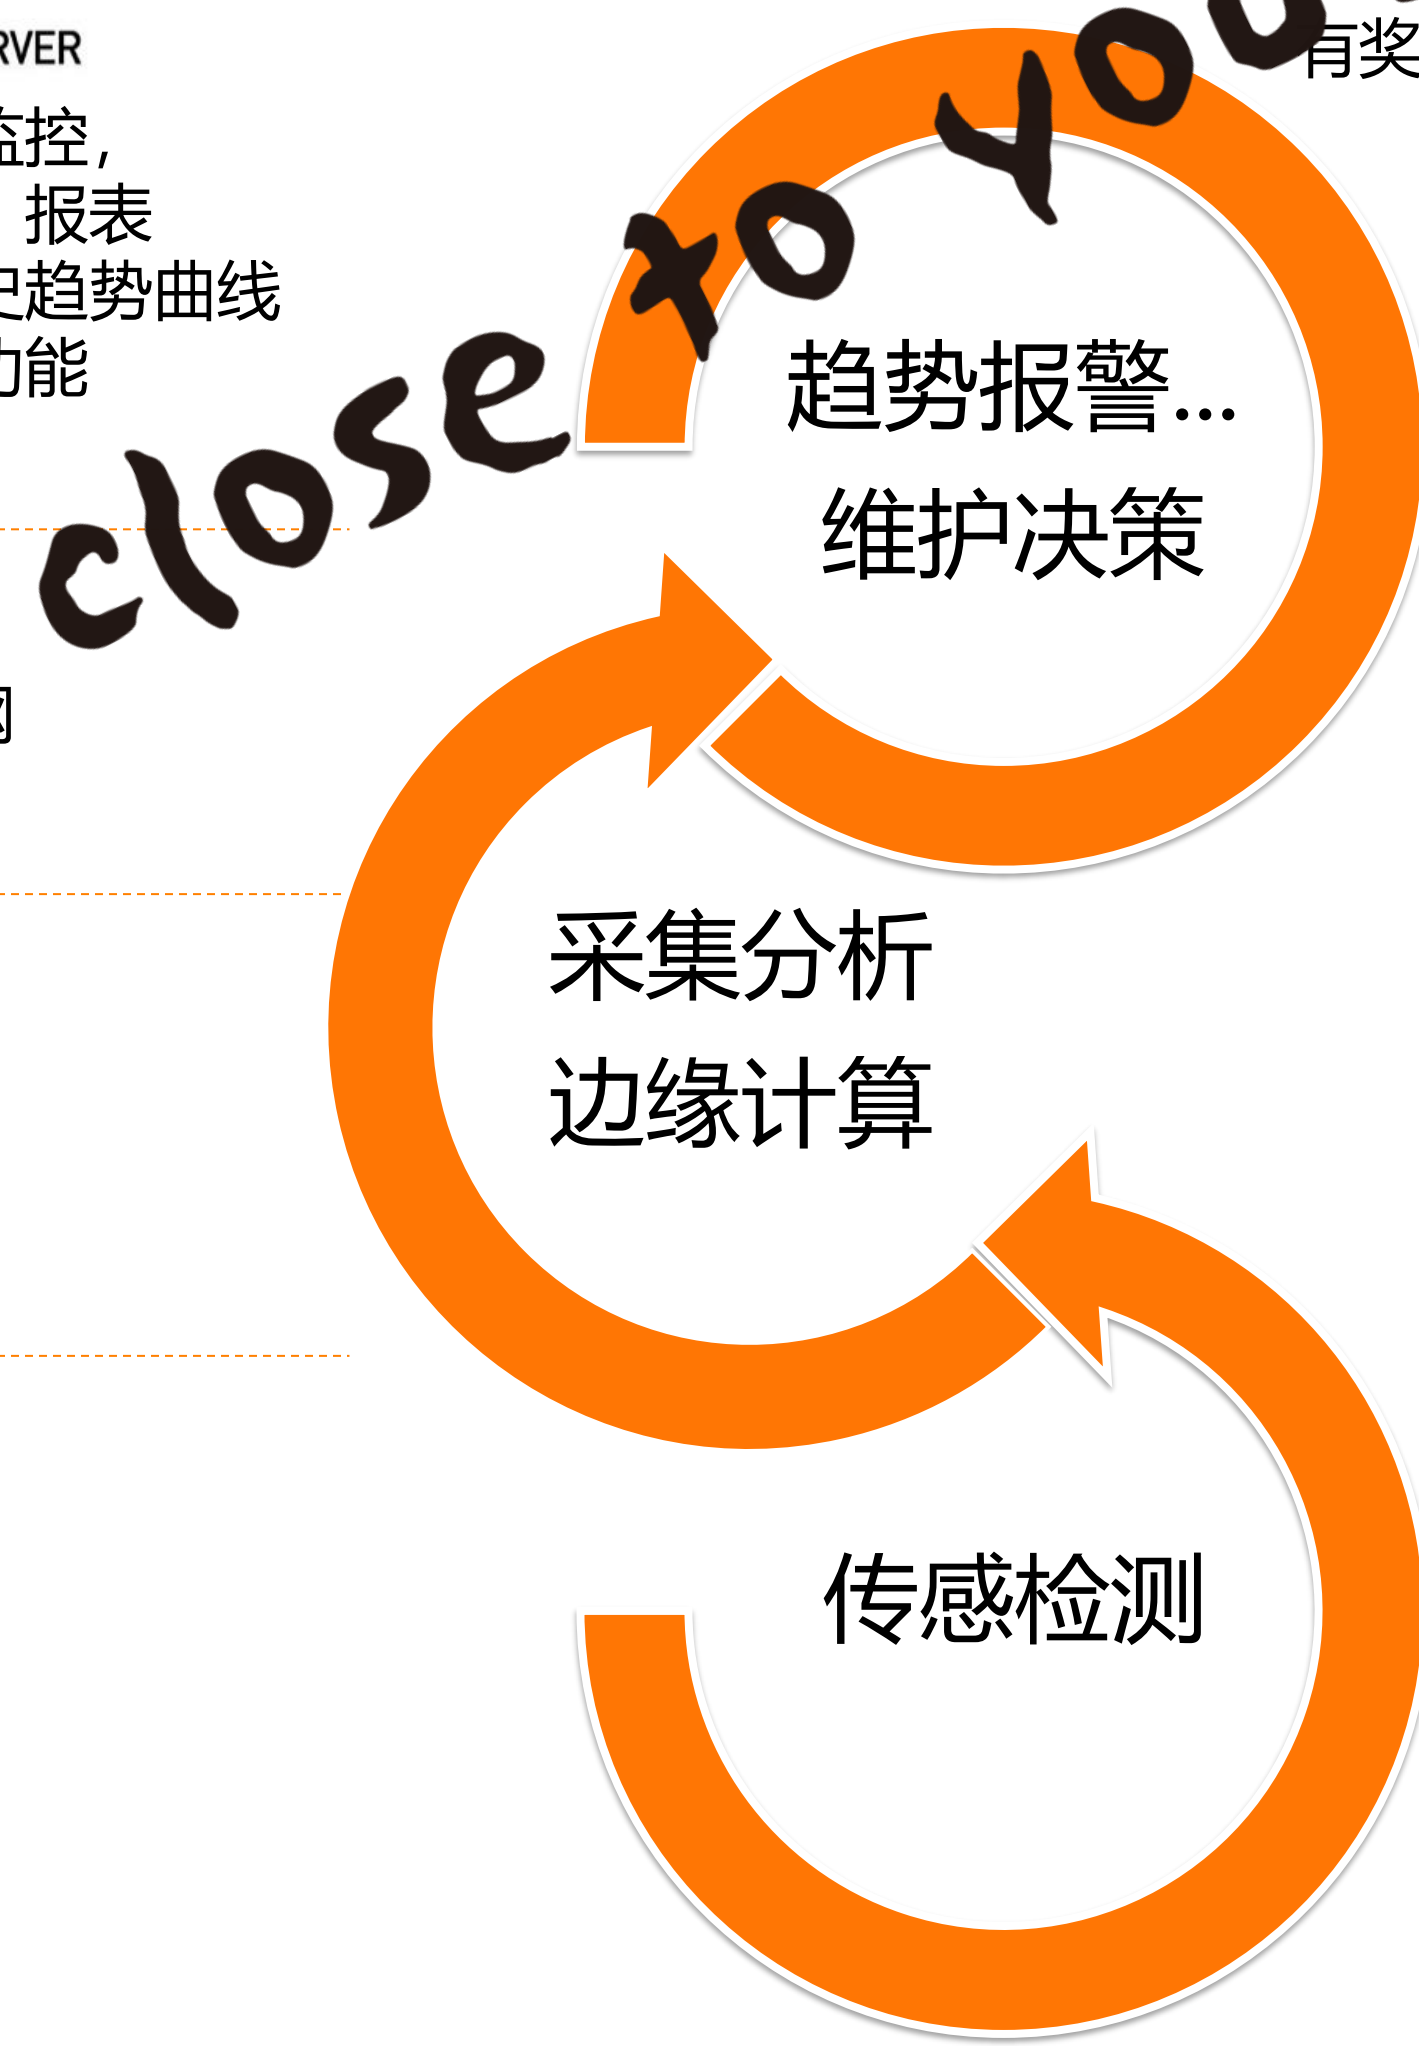 RVER
监控，
报表
史趋势曲线
功能
网
close to you
有奖
趋势报警...
维护决策
采集分析
边缘计算
传感检测